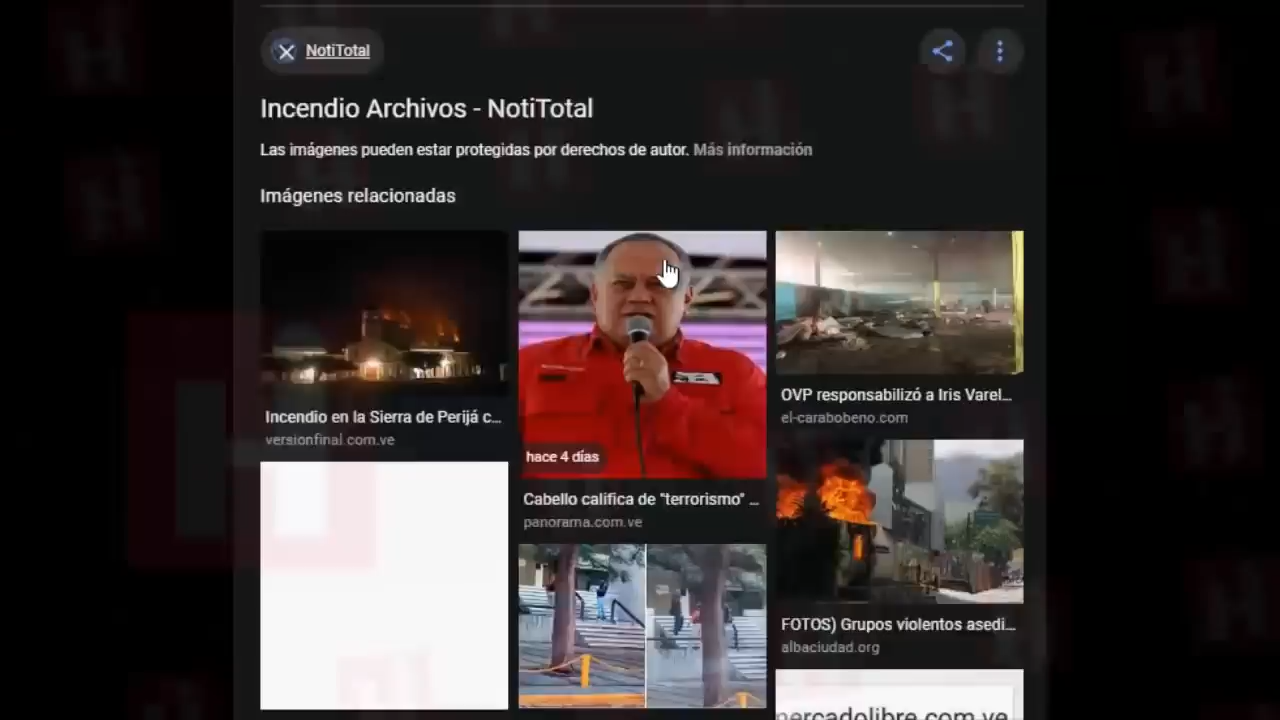 NotiTotal
Incendio Archivos - NotiTotal
Las imágenes pueden estar protegidas por derechos de autor. Más información
Imágenes relacionadas
Incendio en la Sierra de Perijá c...
versionfinal.com.ve
hace 4 días
Cabello califica de "terrorismo" ...
panorama.com.ve
OVP responsabilizó a Iris Varel...
el-carabobeno.com
FOTOS) Grupos violentos asedi...
albaciudad.org
mercadolibre.com.ve